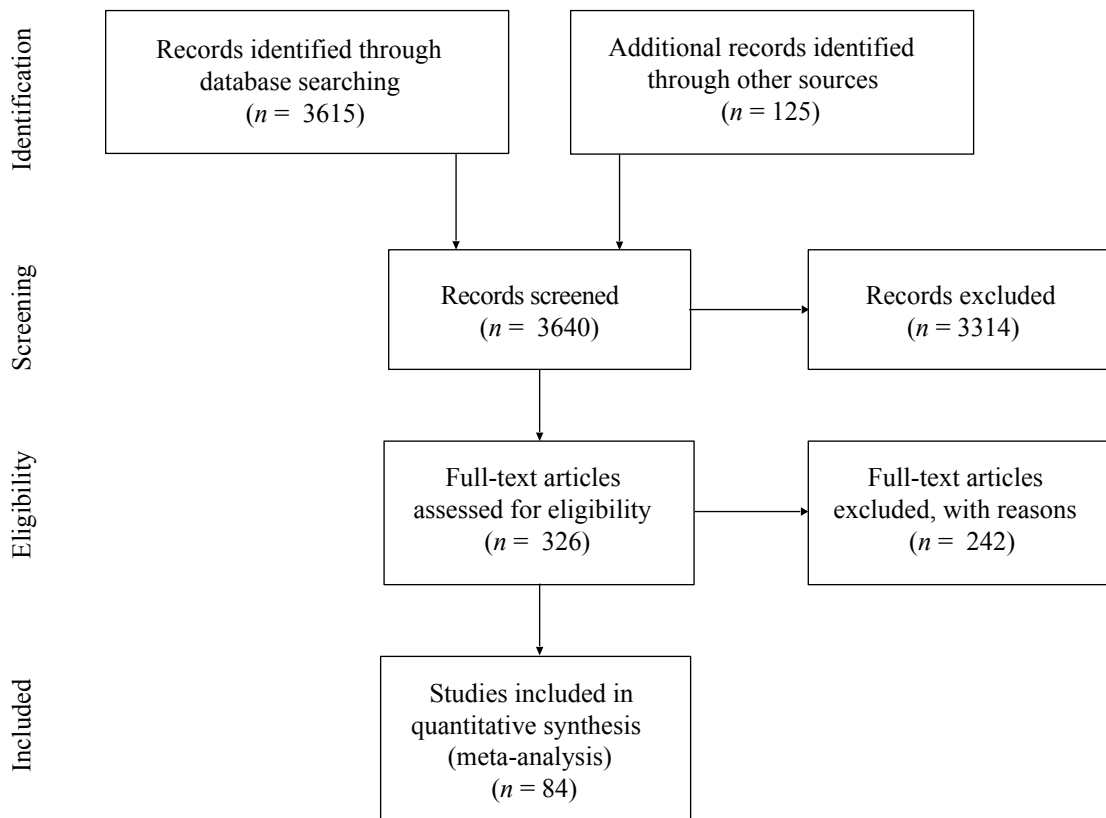 Identification
Records identified through
database searching
(n = 3615)
Additional records identified
through other sources
(n = 125)
Screening
Records screened
(n = 3640)
Records excluded
(n = 3314)
Eligibility
Full-text articles
assessed for eligibility
(n = 326)
Full-text articles
excluded, with reasons
(n = 242)
Included
Studies included in
quantitative synthesis
(meta-analysis)
(n = 84)